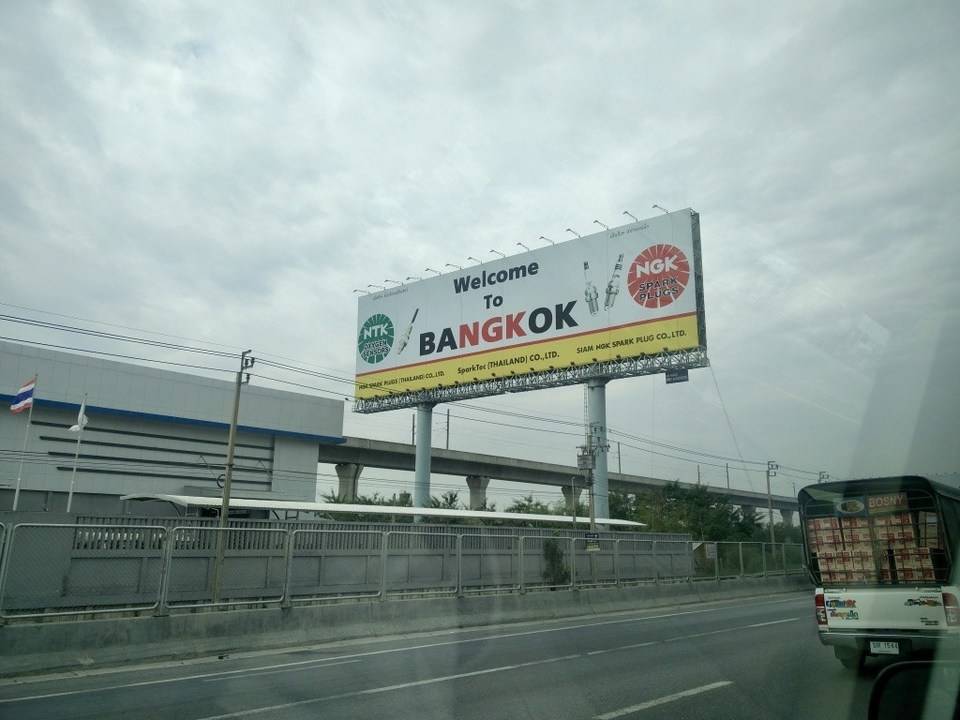 Welcome
To
BANGKOK
NTK
OXYGEN
SENSORS
NGK
SPARK
PLUGS
NGK SPARK PLUGS (THAILAND) CO.,LTD.
SparkTec (THAILAND) CO.,LTD.
SIAM NGK SPARK PLUG CO.,LTD.
BOSNY